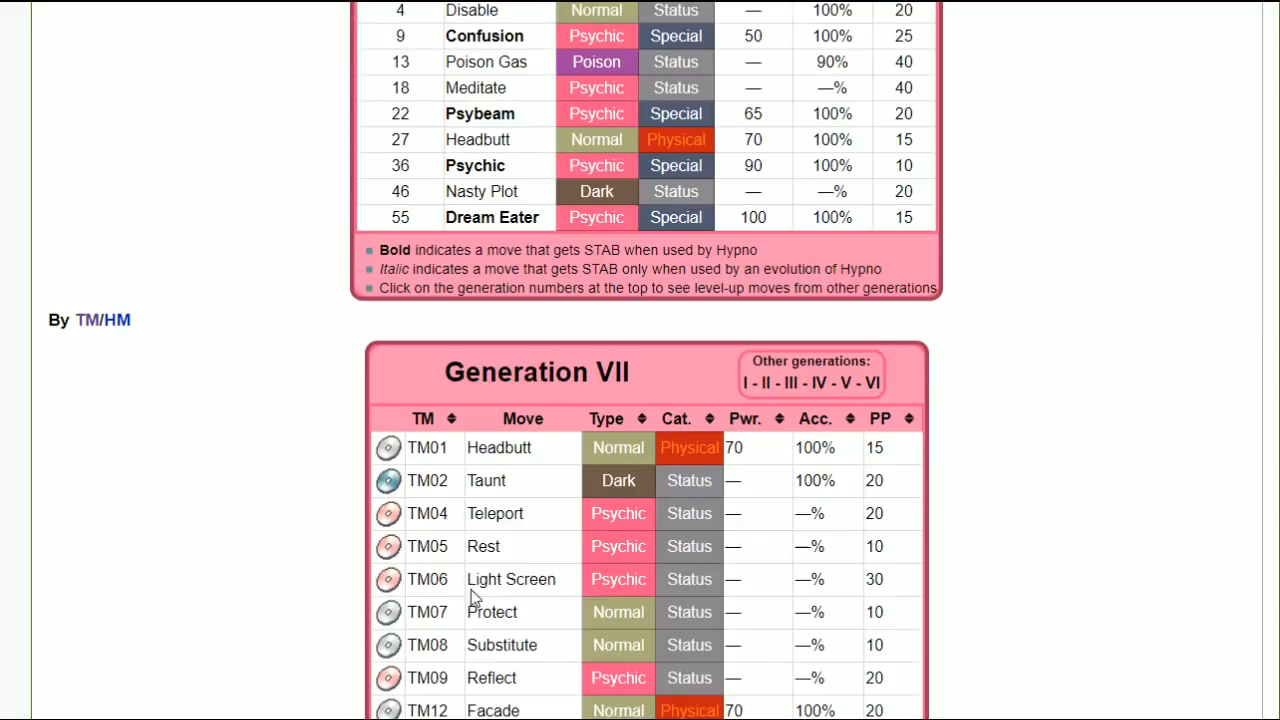 4 Disable Normal Status — 100% 20
9 Confusion Psychic Special 50 100% 25
13 Poison Gas Poison Status — 90% 40
18 Meditate Psychic Status — —% 40
22 Psybeam Psychic Special 65 100% 20
27 Headbutt Normal Physical 70 100% 15
36 Psychic Psychic Special 90 100% 10
46 Nasty Plot Dark Status — —% 20
55 Dream Eater Psychic Special 100 100% 15
Bold indicates a move that gets STAB when used by Hypno
Italic indicates a move that gets STAB only when used by an evolution of Hypno
Click on the generation numbers at the top to see level-up moves from other generations
By TM/HM
Generation VII
Other generations:
I - II - III - IV - V - VI
TM Move Type Cat. Pwr. Acc. PP
TM01 Headbutt Normal Physical 70 100% 15
TM02 Taunt Dark Status — 100% 20
TM04 Teleport Psychic Status — —% 20
TM05 Rest Psychic Status — —% 10
TM06 Light Screen Psychic Status — —% 30
TM07 Protect Normal Status — —% 10
TM08 Substitute Normal Status — —% 10
TM09 Reflect Psychic Status — —% 20
TM12 Facade Normal Physical 70 100% 20